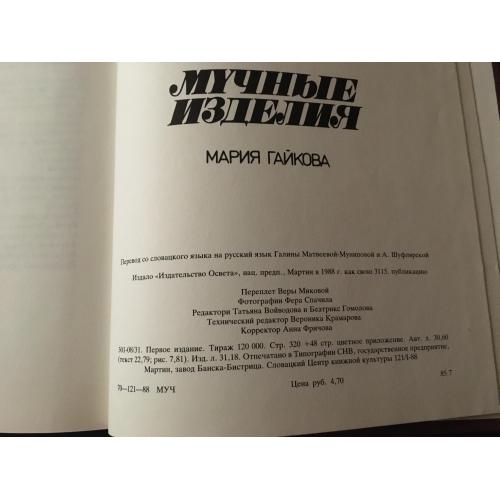 МУЧНЫЕ
ИЗДЕЛИЯ
МАРИЯ ГАЙКОВА
Перевод со словацкого языка на русский язык Галины Матвеевой-Муниповой и А. Шуфлирской
Издало «Издательство Освета», нац. предп., Мартин в 1988 г. как свою 3115. публикацию
Переплет Веры Миковой
Фотографии Фера Спачила
Редактори Татьяна Войводова и Беатрикс Гомолова
Технический редактор Вероника Крамарова
Корректор Анна Фричова
301-08/31. Первое издание. Тираж 120 000. Стр. 320 +48 стр. цветное приложение. Авт. л. 30,60
(текст 22,79; рис. 7,81). Изд. л. 31,18. Отпечатано в Типографии СНВ, государственное предприятие,
Мартин, завод Банска-Бистрица. Словацкий Центр книжной культуры 121/I-88
85.7
70—121—88 МУЧ
Цена руб. 4,70